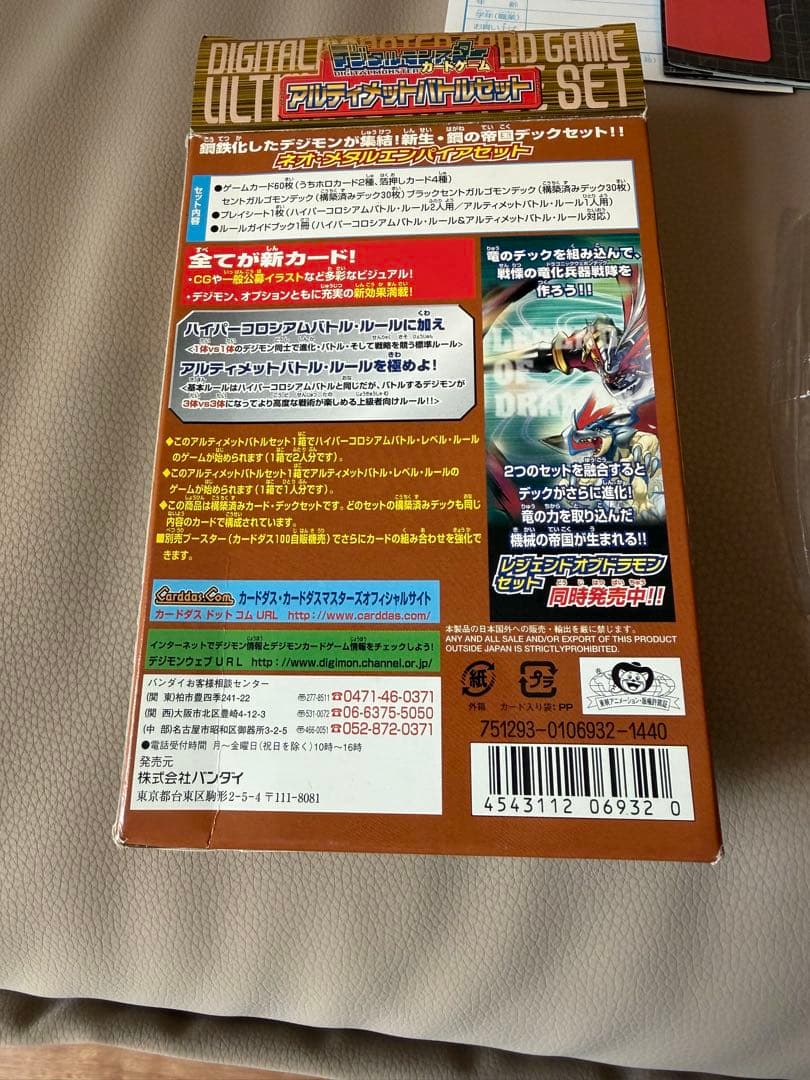 DIGITAL MONSTER CARD GAME
ULTIMATE BATTLE SET
デジタルモンスター
DIGITAL MONSTER
カードゲーム
アルティメットバトルセット
鋼鉄化したデジモンが集結!新生・鋼の帝国デックセット!!
ネオ・メタルエンパイアセット
セット内容
●ゲームカード60枚(うちホロカード2種、箔押しカード4種)
セントガルゴモンデック(構築済みデック30枚)ブラックセントガルゴモンデック(構築済みデック30枚)
●プレイシート1枚(ハイパーコロシアムバトル・ルール2人用/アルティメットバトル・ルール1人用)
●ルールガイドブック1冊(ハイパーコロシアムバトル・ルール&アルティメットバトル・ルール対応)
全てが新カード!
・CGや一般公募イラストなど多彩なビジュアル!
・デジモン、オプションともに充実の新効果満載!
ハイパーコロシアムバトル・ルールに加え
<1体vs1体のデジモン同士で進化・バトル・そして戦略を競う標準ルール>
アルティメットバトル・ルールを極めよ!
<基本ルールはハイパーコロシアムバトルと同じだが、バトルするデジモンが
3体vs3体になってより高度な戦術が楽しめる上級者向けルール!!>
◆このアルティメットバトルセット1箱でハイパーコロシアムバトル・レベル・ルール
のゲームが始められます(1箱で2人分です)。
◆このアルティメットバトルセット1箱でアルティメットバトル・レベル・ルールの
ゲームが始められます(1箱で1人分です)。
◆この商品は構築済みカード・デックセットです。どのセットの構築済みデックも同じ
内容のカードで構成されています。
■別売ブースター(カードダス100自販機売)でさらにカードの組み合わせを強化で
きます。
竜のデックを組み込んで、
戦慄の竜化兵器戦隊を
作ろう!!
LEGEND
OF
2つのセットを融合すると
デックがさらに進化!
竜の力を取り込んだ
機械の帝国が生まれる!!
レジェンドオブドラモン
セット
同時発売中!!
Carddas.Com カードダス・カードダスマスターズオフィシャルサイト
カードダス ドット コム URL http://www.carddas.com/
インターネットでデジモン情報とデジモンカードゲーム情報をチェックしよう!
デジモンウェブ URL http://www.digimon.channel.or.jp/
バンダイお客様相談センター
(関 東)柏市豊四季241-22 〒277-8511 ☎0471-46-0371
(関 西)大阪市北区豊崎4-12-3 〒531-0072 ☎06-6375-5050
(中 部)名古屋市昭和区御器所3-2-5 〒466-0051 ☎052-872-0371
●電話受付時間 月~金曜日(祝日を除く)10時~16時
発売元
株式会社バンダイ
東京都台東区駒形2-5-4 〒111-8081
本製品の日本国外への販売・輸出を厳に禁じます。
ANY AND ALL SALE AND/OR EXPORT OF THIS PRODUCT
OUTSIDE JAPAN IS STRICTLYPROHIBITED.
紙
外箱
プラ
カード入り袋:PP
東映アニメーション・版権許諾証
751293-0106932-1440
4543112 06932 0